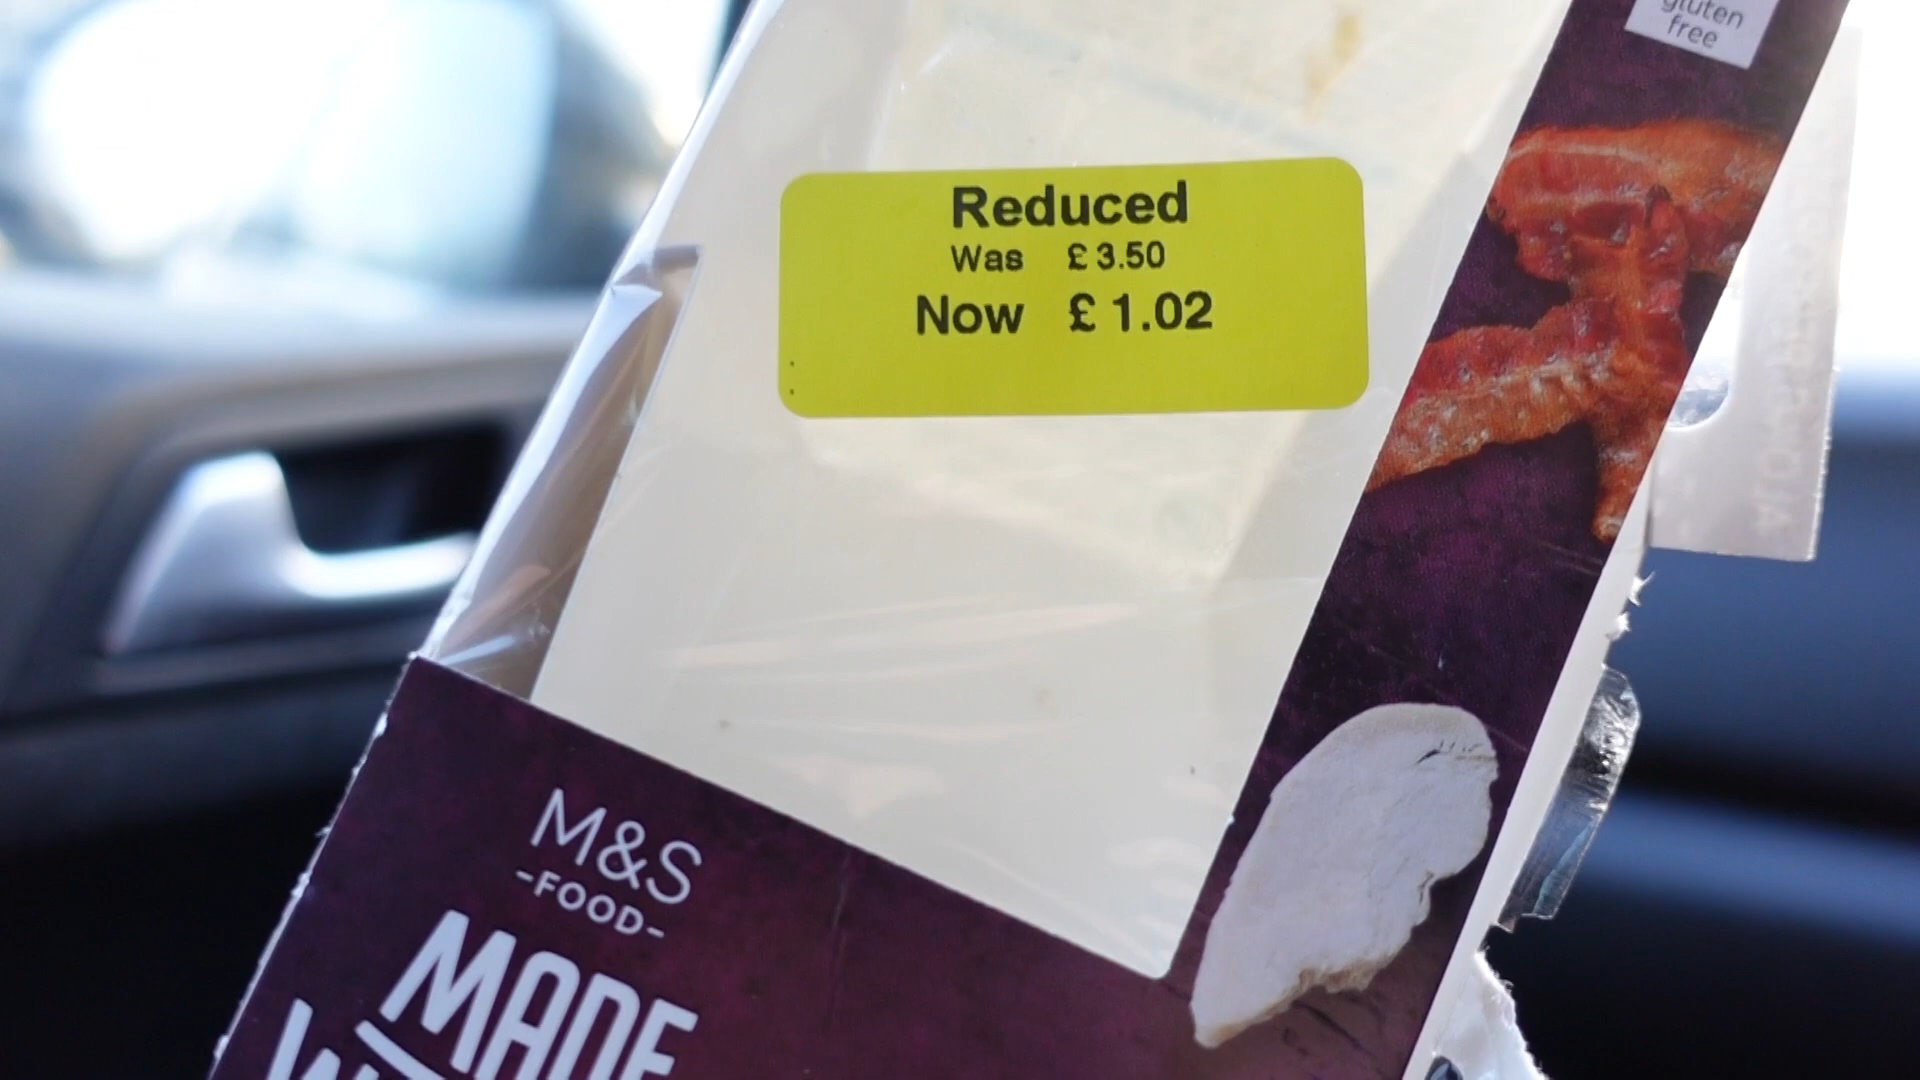 gluten
free
Reduced
Was £ 3.50
Now £ 1.02
M&S
-FOOD-
MADE